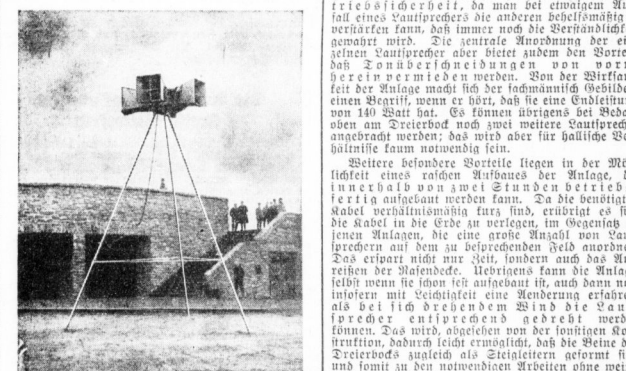 triebssicherheit, da man bei etwaigem Au
fall eines Lautsprechers die anderen behelfsmäßig
verstärken kann, daß immer noch die Verständlichk
gewahrt wird. Die zentrale Anordnung der ei
zelnen Lautsprecher aber bietet zudem den Vorte
daß Tonüberschneidungen von vorn
herein vermieden werden. Von der Wirksam
keit der Anlage macht sich der fachmännisch Gebilde
einen Begriff, wenn er hört, daß sie eine Endleistun
von 140 Watt hat. Es können übrigens bei Beda
oben am Dreierbock noch zwei weitere Lautsprech
angebracht werden; das wird aber für hallische Ve
hältnisse kaum notwendig sein.
Weitere besondere Vorteile liegen in der Mö
lichkeit eines raschen Aufbaues der Anlage, d
innerhalb von zwei Stunden betrieb
fertig aufgebaut werden kann. Da die benötigt
Kabel verhältnismäßig kurz sind, erübrigt es si
die Kabel in die Erde zu verlegen, im Gegensatz
jenen Anlagen, die eine große Anzahl von Lau
sprechern auf dem zu besprechenden Feld anordne
Das erspart nicht nur Zeit, sondern auch das Au
reißen der Rasendecke. Uebrigens kann die Anlag
selbst wenn sie schon fest aufgebaut ist, auch dann no
insofern mit Leichtigkeit eine Aenderung erfahre
als bei sich drehendem Wind die Lau
sprecher entsprechend gedreht werd
können. Das wird, abgesehen von der sonstigen Ko
struktion, dadurch leicht ermöglicht, daß die Beine d
Dreierbocks zugleich als Steigleitern geformt si
und somit zu den notwendigen Arbeiten ohne wei